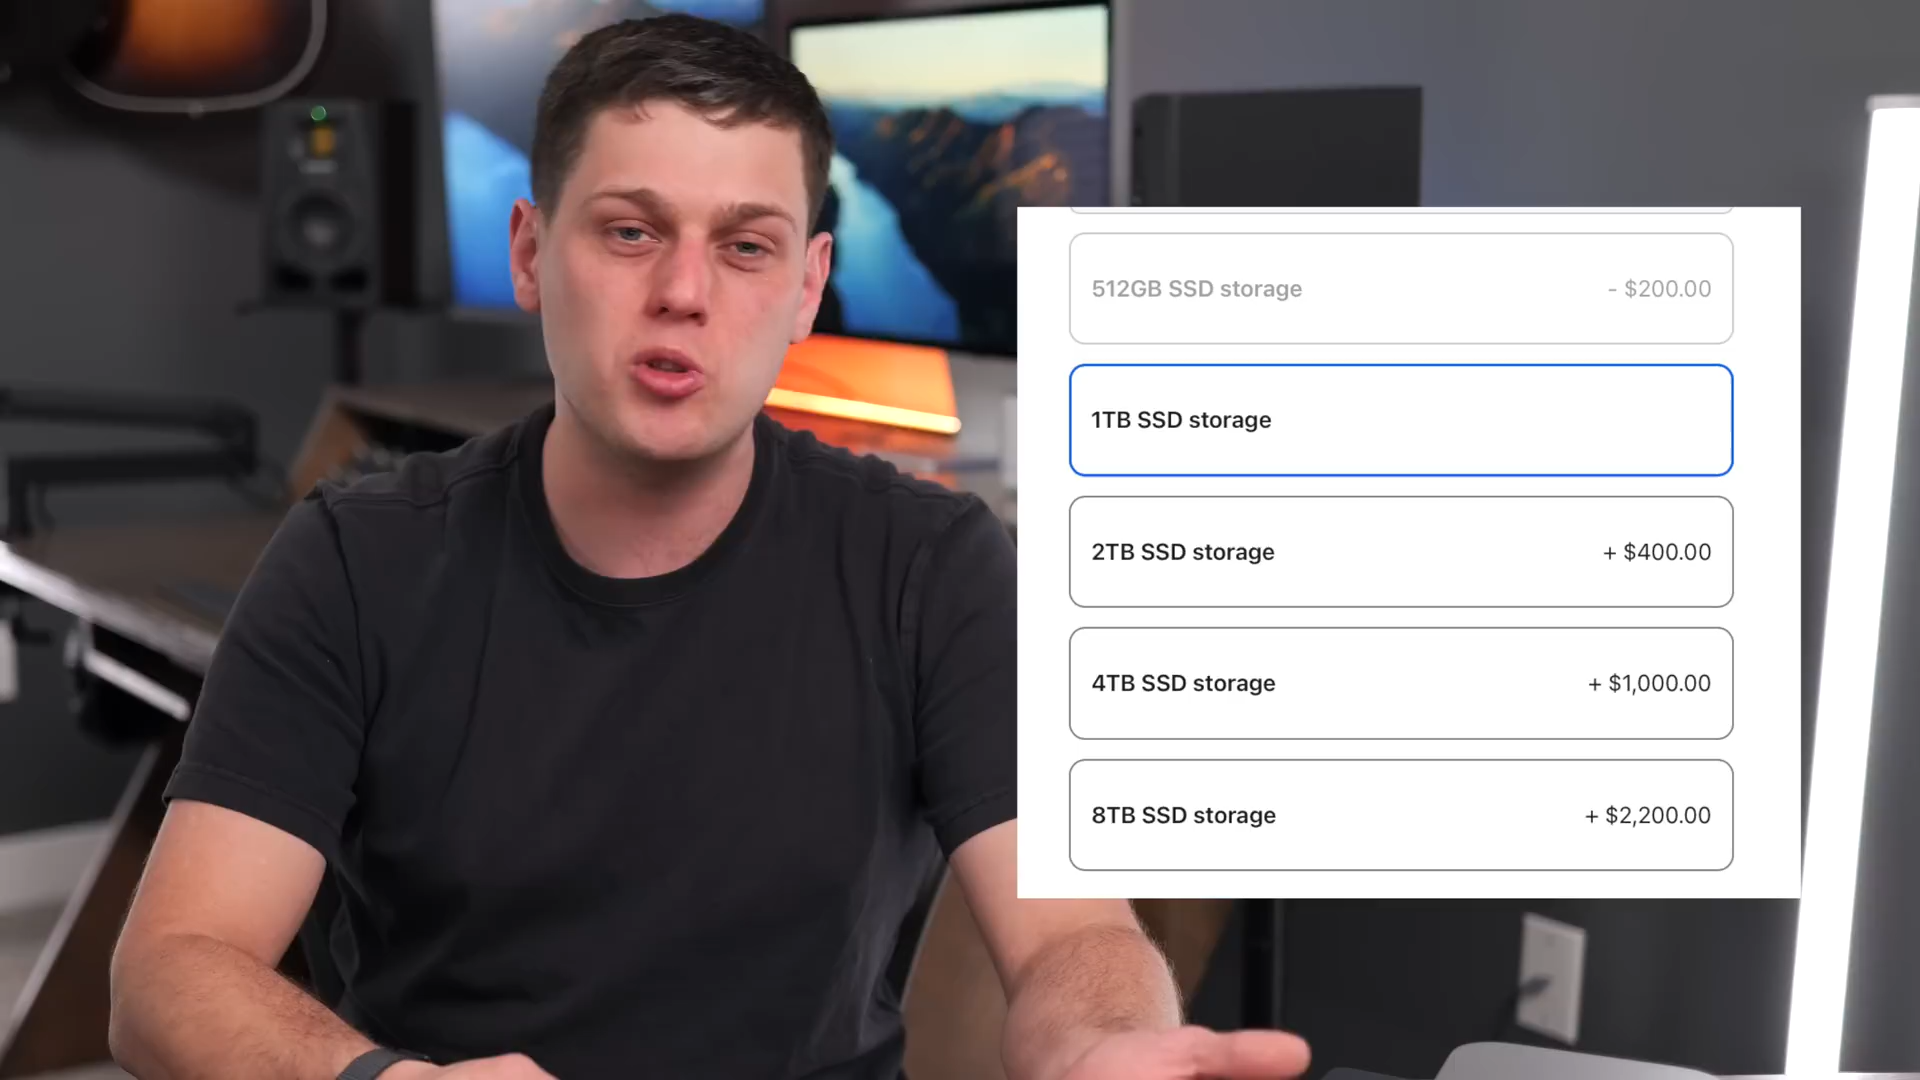 512GB SSD storage - $200.00
1TB SSD storage
2TB SSD storage + $400.00
4TB SSD storage + $1,000.00
8TB SSD storage + $2,200.00